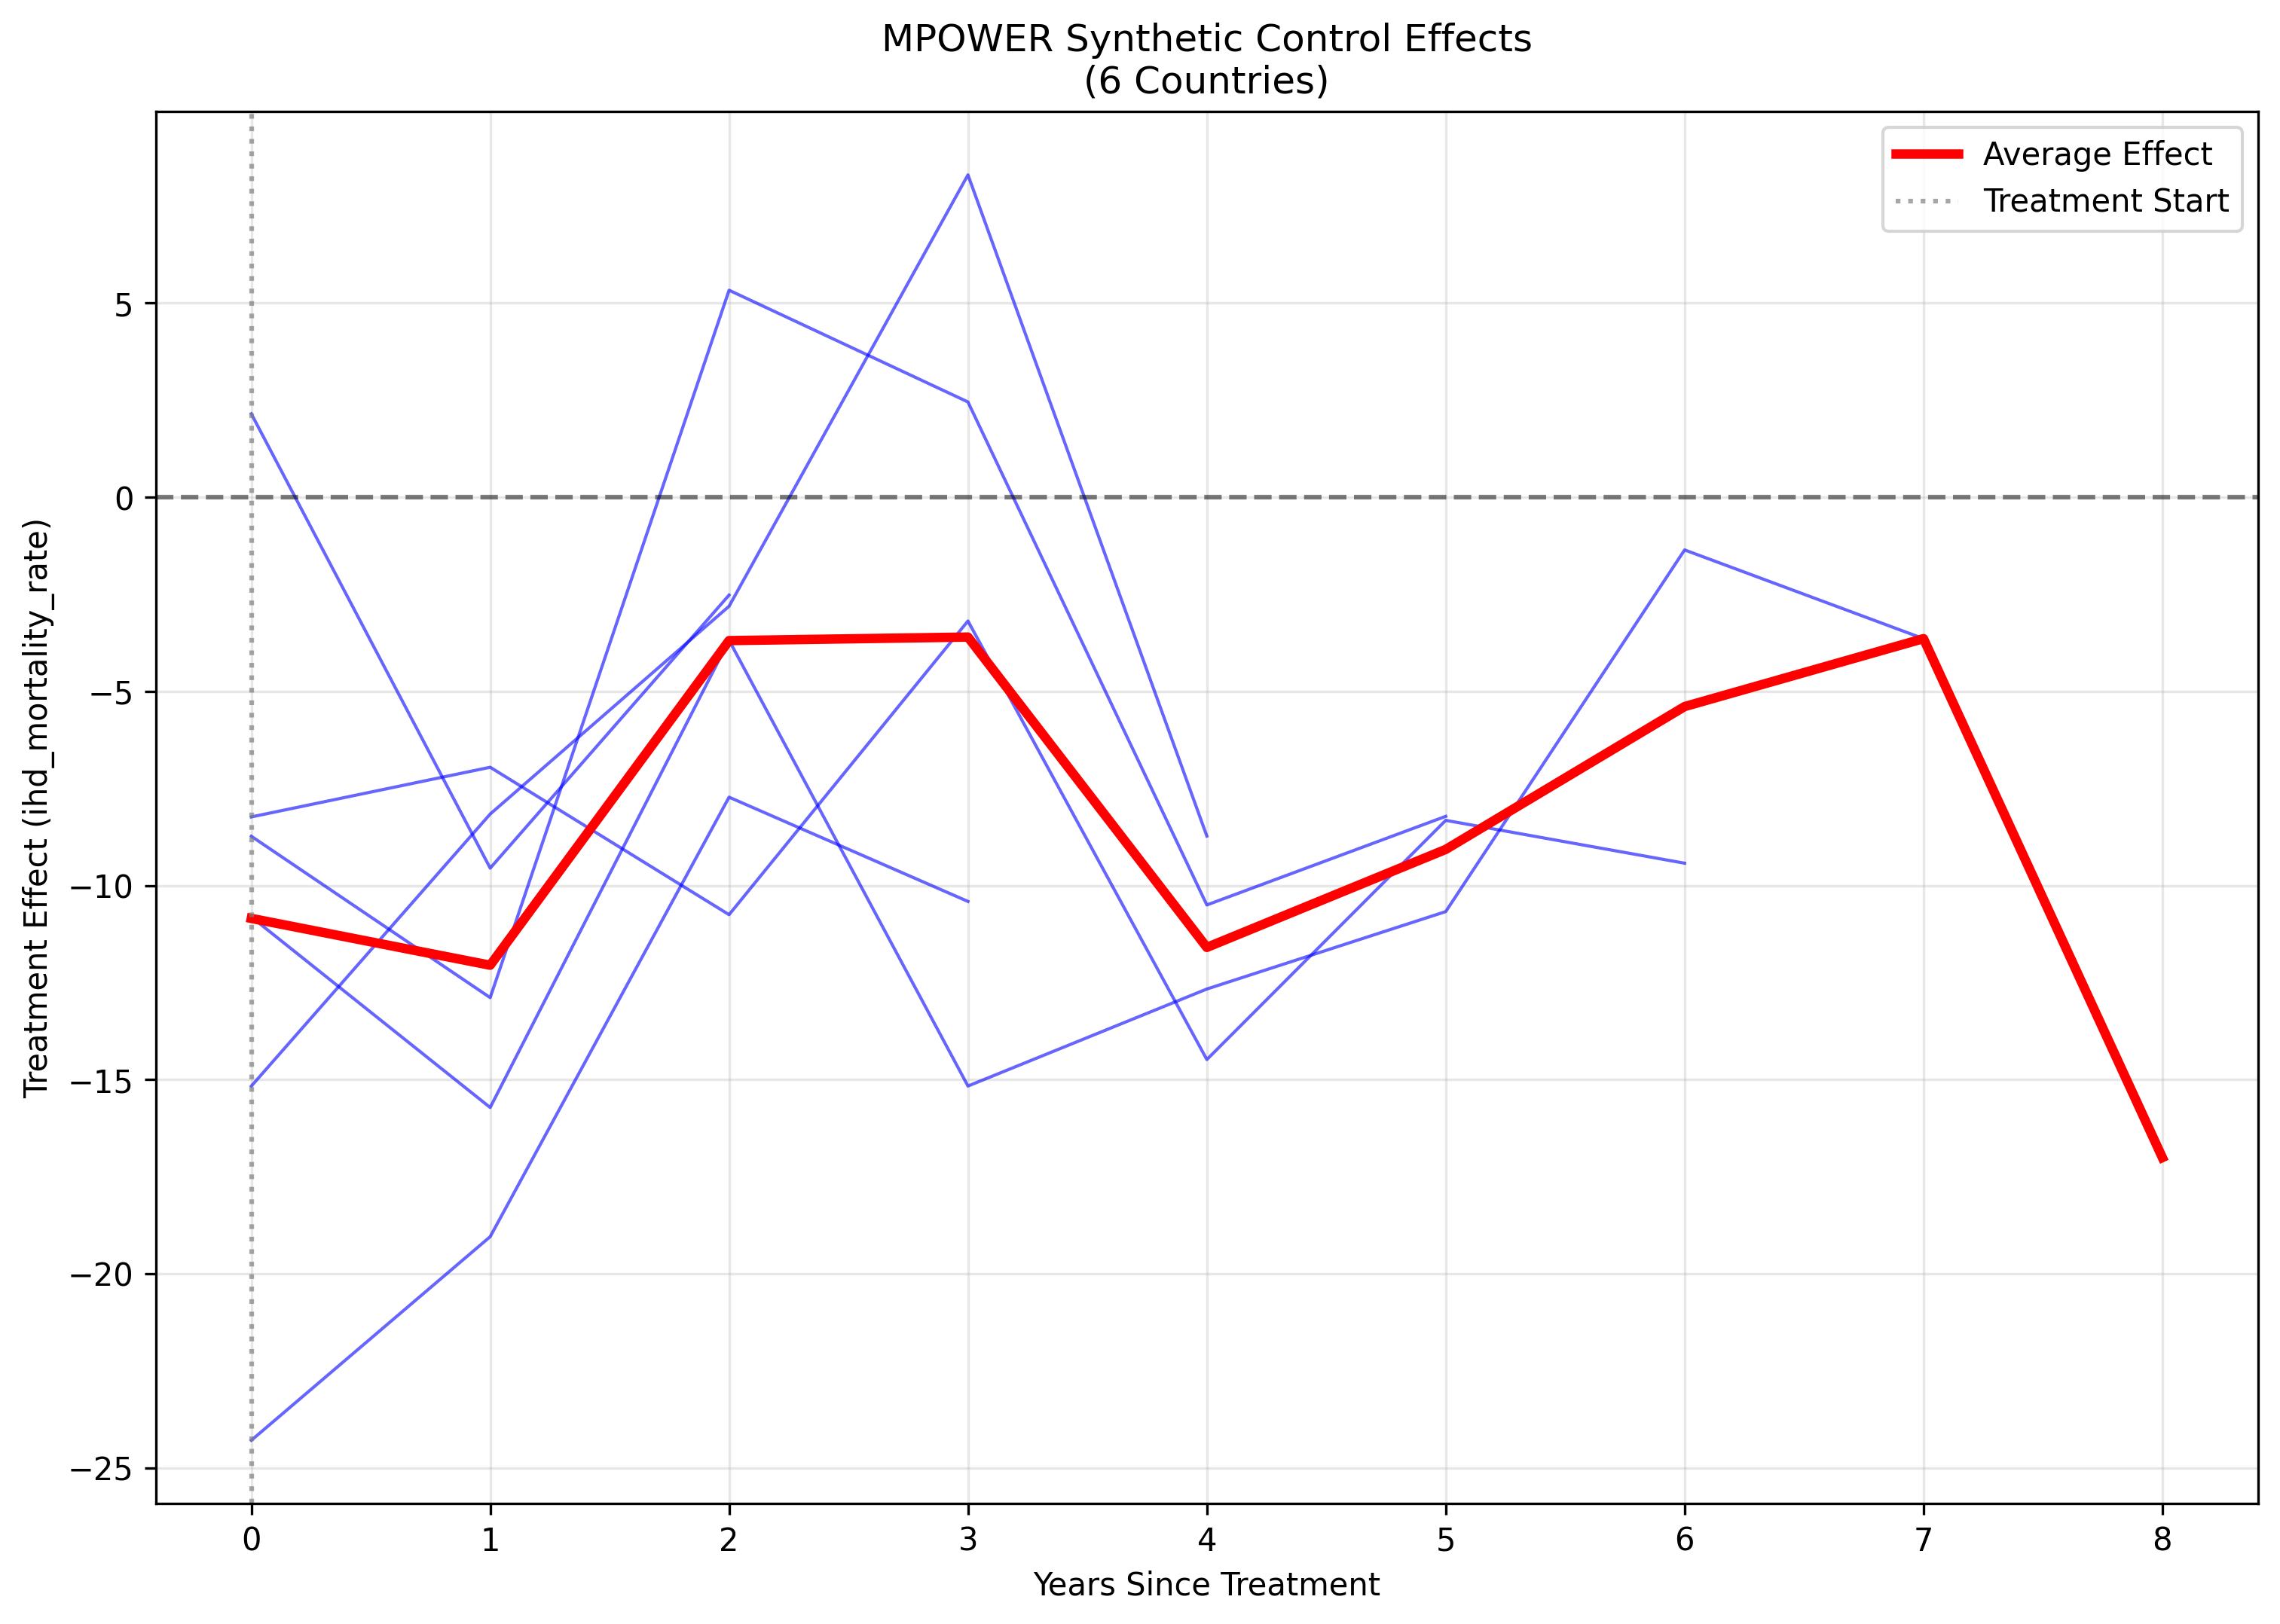 MPOWER Synthetic Control Effects
(6 Countries)
Average Effect
Treatment Start
Treatment Effect (ihd_mortality_rate)
5
0
−5
−10
−15
−20
−25
0 1 2 3 4 5 6 7 8
Years Since Treatment